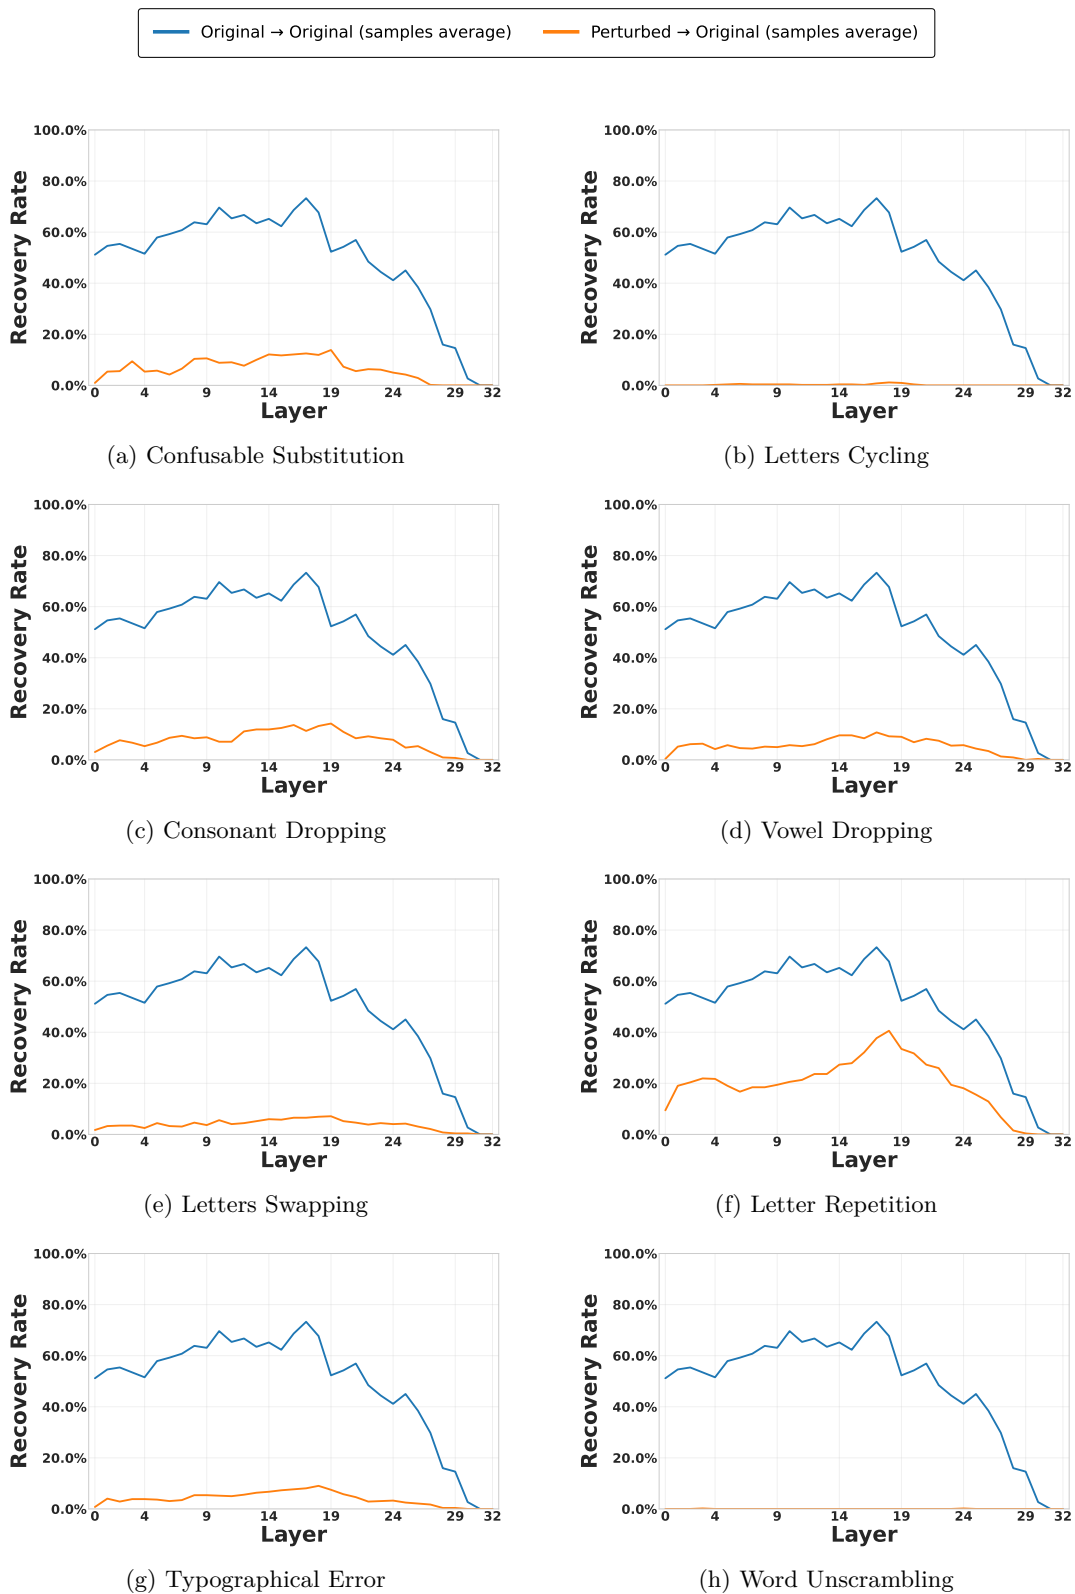 Original → Original (samples average) Perturbed → Original (samples average)
100.0%
80.0%
60.0%
40.0%
20.0%
0.0%
Recovery Rate
0 4 9 14 19 24 29 32
Layer
(a) Confusable Substitution
100.0%
80.0%
60.0%
40.0%
20.0%
0.0%
Recovery Rate
0 4 9 14 19 24 29 32
Layer
(b) Letters Cycling
100.0%
80.0%
60.0%
40.0%
20.0%
0.0%
Recovery Rate
0 4 9 14 19 24 29 32
Layer
(c) Consonant Dropping
100.0%
80.0%
60.0%
40.0%
20.0%
0.0%
Recovery Rate
0 4 9 14 19 24 29 32
Layer
(d) Vowel Dropping
100.0%
80.0%
60.0%
40.0%
20.0%
0.0%
Recovery Rate
0 4 9 14 19 24 29 32
Layer
(e) Letters Swapping
100.0%
80.0%
60.0%
40.0%
20.0%
0.0%
Recovery Rate
0 4 9 14 19 24 29 32
Layer
(f) Letter Repetition
100.0%
80.0%
60.0%
40.0%
20.0%
0.0%
Recovery Rate
0 4 9 14 19 24 29 32
Layer
(g) Typographical Error
100.0%
80.0%
60.0%
40.0%
20.0%
0.0%
Recovery Rate
0 4 9 14 19 24 29 32
Layer
(h) Word Unscrambling